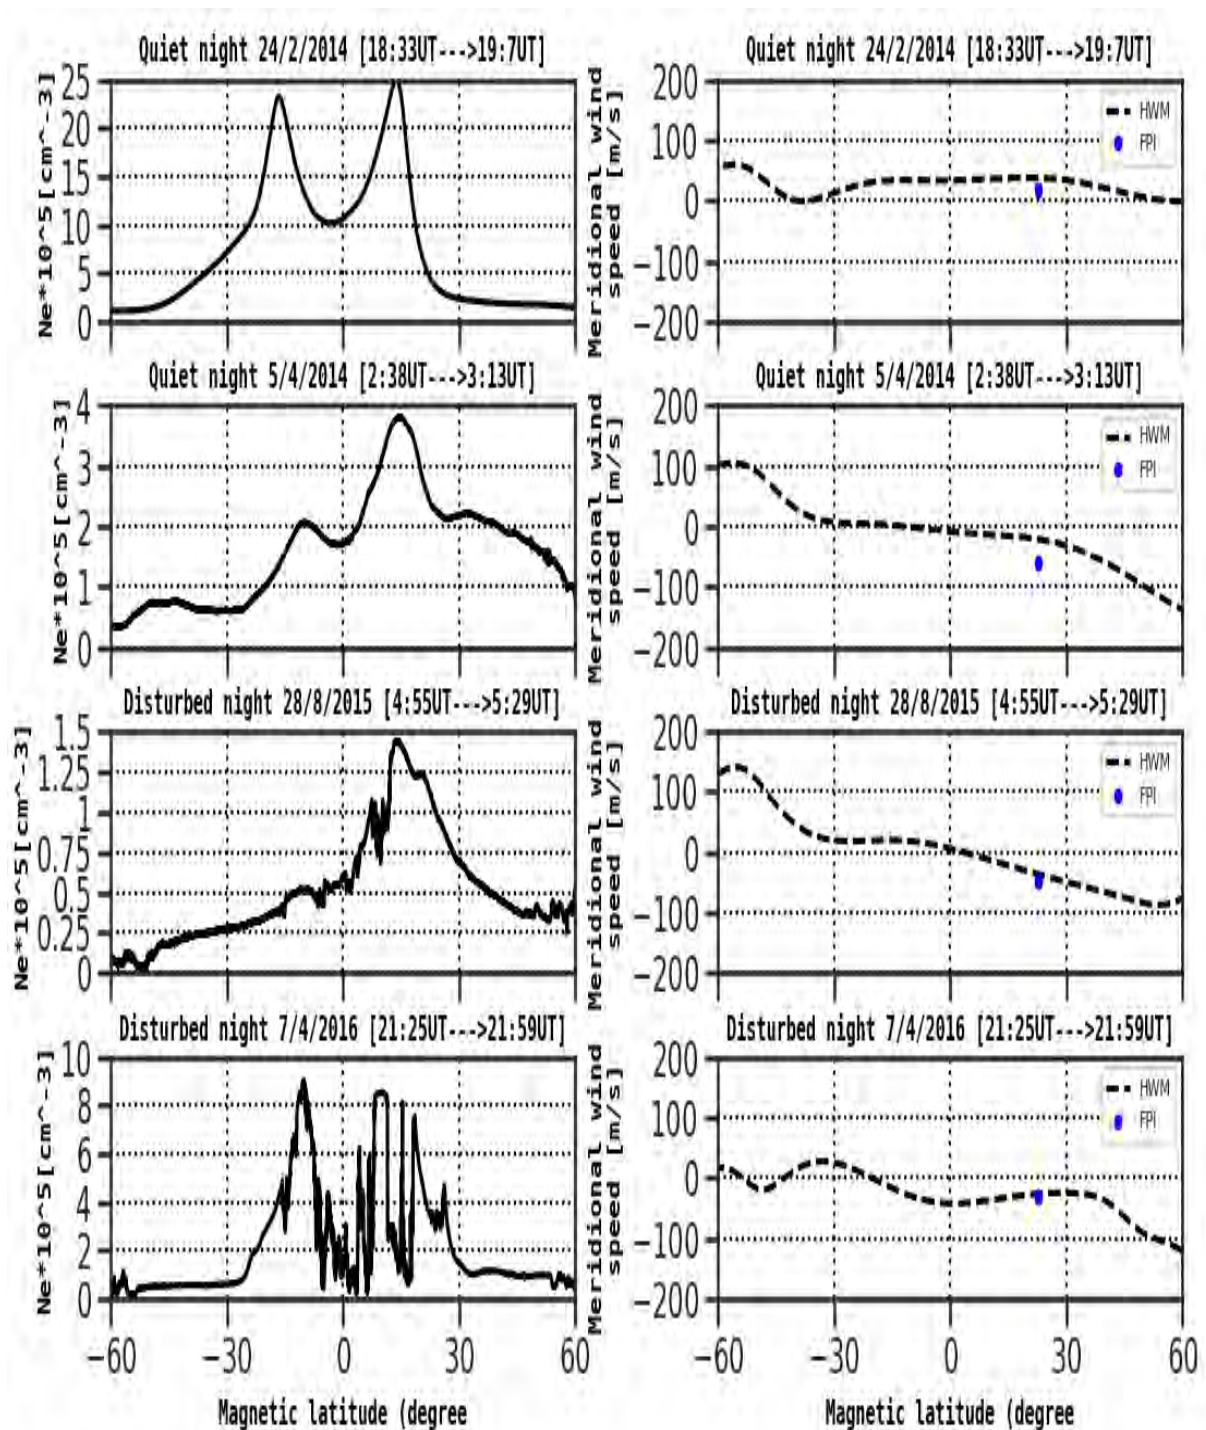 Quiet night 24/2/2014 [18:33UT--->19:7UT]
Ne*10^5[cm^-3]
25
20
15
10
5
0
Quiet night 24/2/2014 [18:33UT--->19:7UT]
Meridional wind
speed [m/s]
200
100
0
−100
−200
HWM
FPI
Quiet night 5/4/2014 [2:38UT--->3:13UT]
Ne*10^5[cm^-3]
4
3
2
1
0
Quiet night 5/4/2014 [2:38UT--->3:13UT]
Meridional wind
speed [m/s]
200
100
0
−100
−200
HWM
FPI
Disturbed night 28/8/2015 [4:55UT--->5:29UT]
Ne*10^5[cm^-3]
1.5
1.25
1
0.75
0.5
0.25
0
Disturbed night 28/8/2015 [4:55UT--->5:29UT]
Meridional wind
speed [m/s]
200
100
0
−100
−200
HWM
FPI
Disturbed night 7/4/2016 [21:25UT--->21:59UT]
Ne*10^5[cm^-3]
10
8
6
4
2
0
−60 −30 0 30 60
Magnetic latitude (degree
Disturbed night 7/4/2016 [21:25UT--->21:59UT]
Meridional wind
speed [m/s]
200
100
0
−100
−200
HWM
FPI
−60 −30 0 30 60
Magnetic latitude (degree